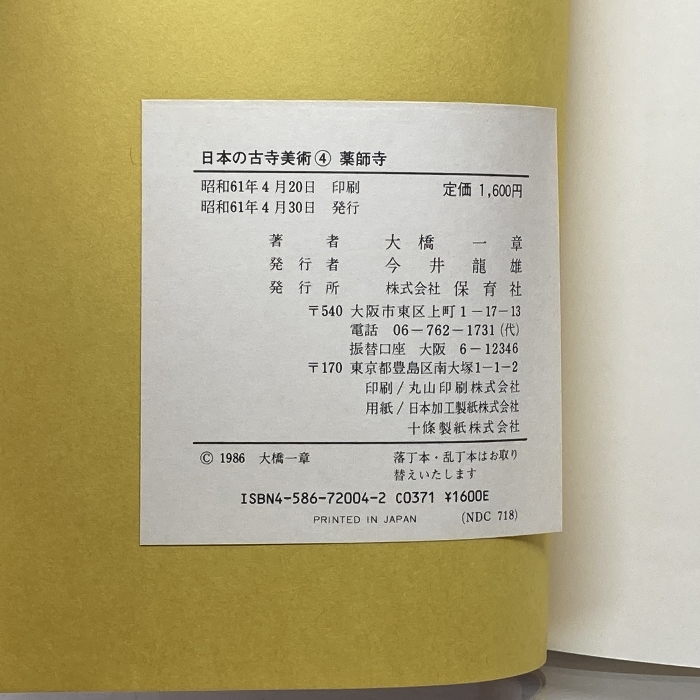 日本の古寺美術④ 薬師寺
昭和61年4月20日 印刷 定価 1,600円
昭和61年4月30日 発行
著者 大橋一章
発行者 今井龍雄
発行所 株式会社 保育社
〒540 大阪市東区上町1-17-13
電話 06-762-1731(代)
振替口座 大阪 6-12346
〒170 東京都豊島区南大塚1-1-2
印刷/丸山印刷株式会社
用紙/日本加工製紙株式会社
十條製紙株式会社
© 1986 大橋一章 落丁本・乱丁本はお取り
替えいたします
ISBN4-586-72004-2 C0371 ¥1600E
PRINTED IN JAPAN (NDC 718)